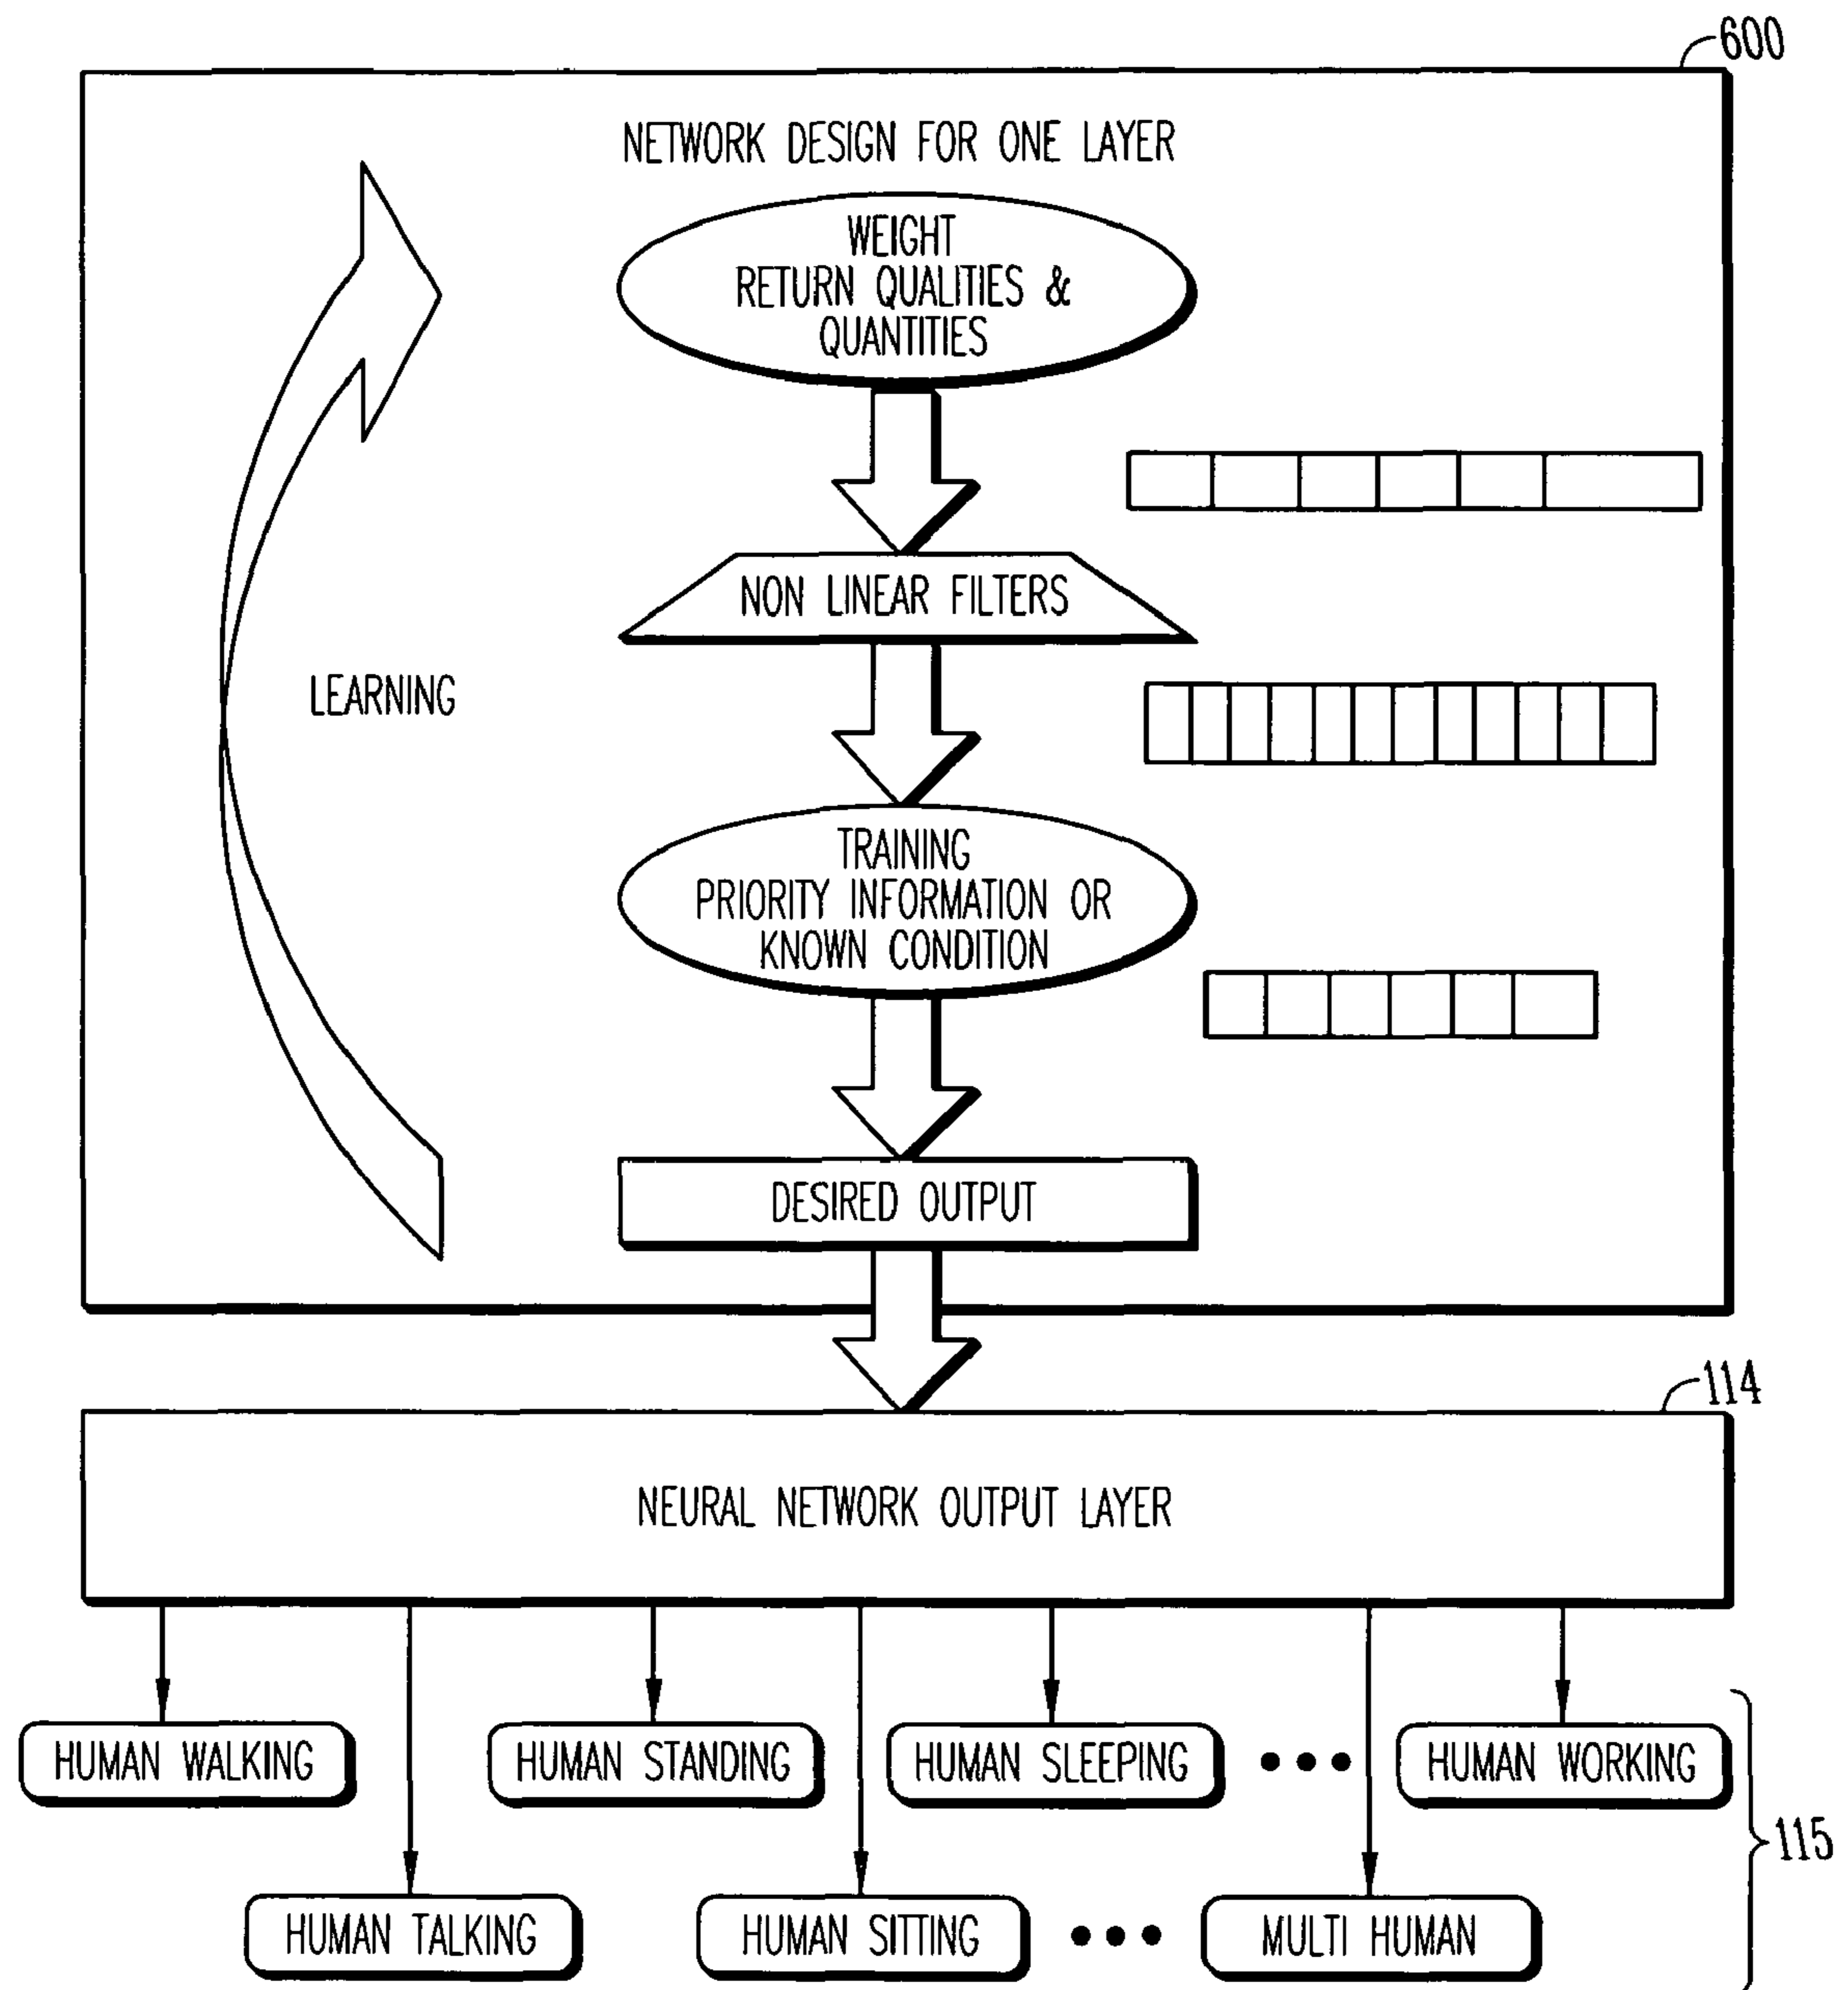 600
NETWORK DESIGN FOR ONE LAYER
WEIGHT
RETURN QUALITIES &
QUANTITIES
NON LINEAR FILTERS
LEARNING
TRAINING
PRIORITY INFORMATION OR
KNOWN CONDITION
DESIRED OUTPUT
114
NEURAL NETWORK OUTPUT LAYER
HUMAN WALKING
HUMAN STANDING
HUMAN SLEEPING
HUMAN WORKING
115
HUMAN TALKING
HUMAN SITTING
MULTI HUMAN